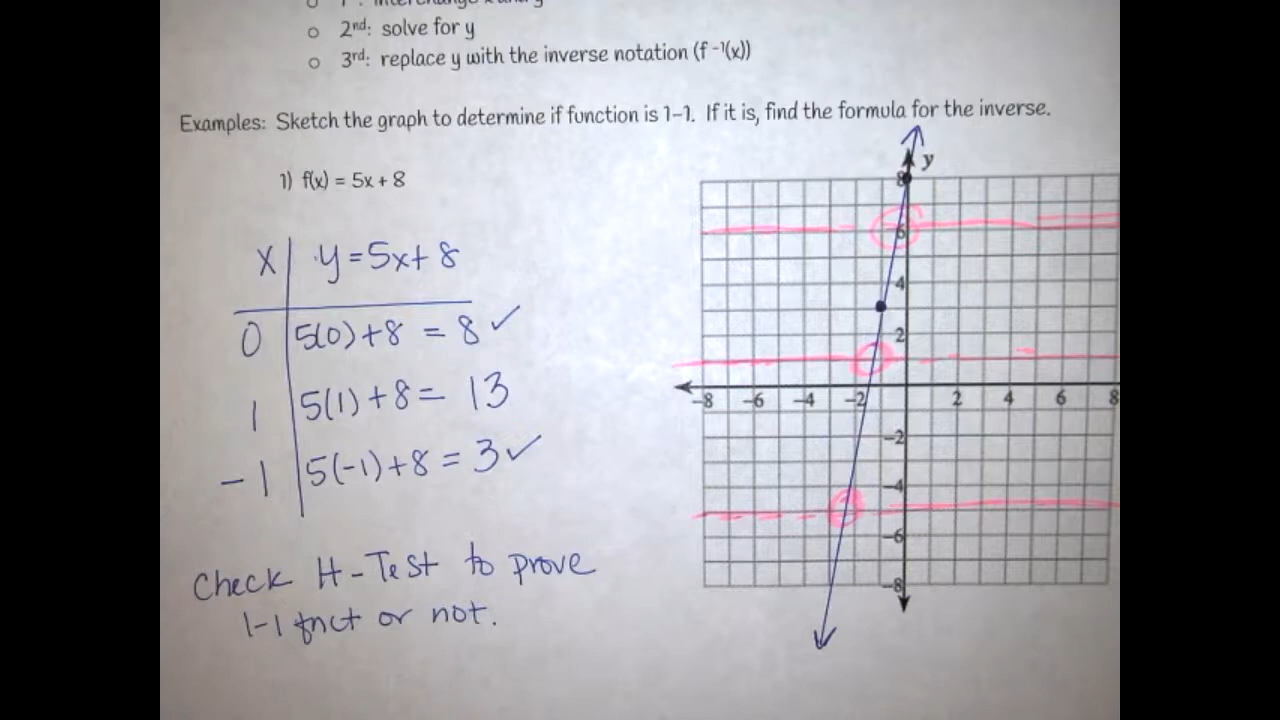 ○ 2nd: solve for y
○ 3rd: replace y with the inverse notation (f⁻¹(x))
Examples: Sketch the graph to determine if function is 1-1. If it is, find the formula for the inverse.
1) f(x) = 5x + 8
x | y = 5x + 8
0 | 5(0) + 8 = 8 ✓
1 | 5(1) + 8 = 13
-1 | 5(-1) + 8 = 3 ✓
Check H-Test to prove
1-1 fnct or not.
y
8
6
4
2
-8 -6 -4 -2 2 4 6 8
-2
-4
-6
-8